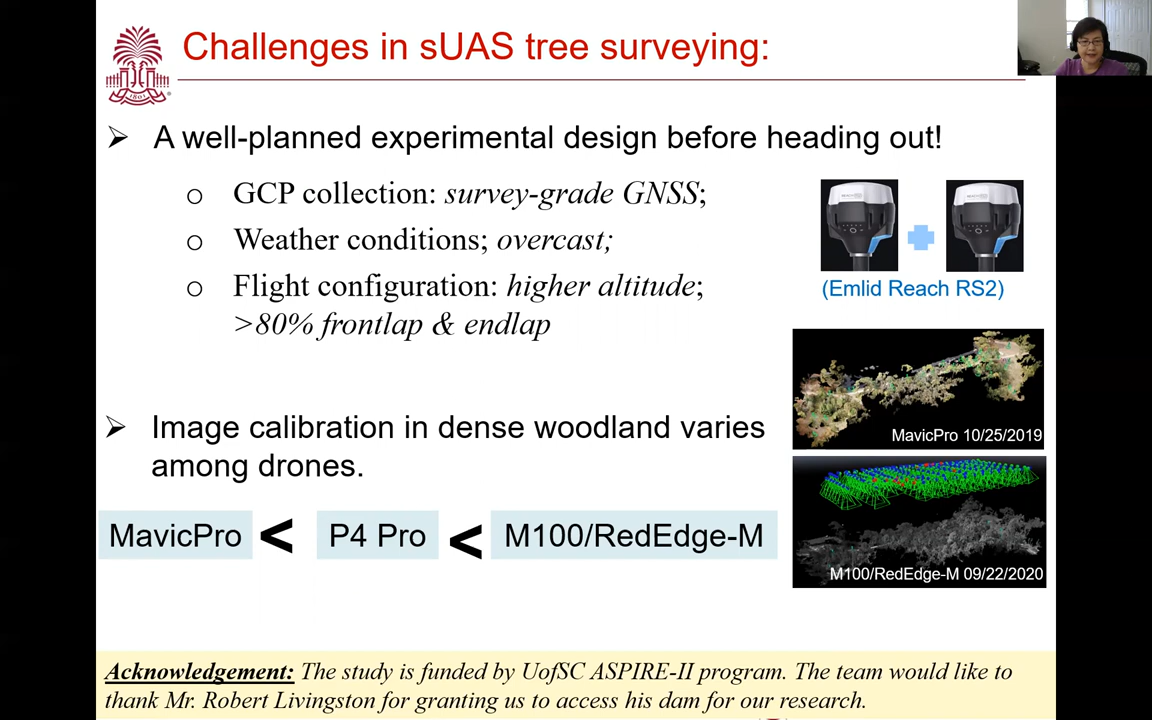 Challenges in sUAS tree surveying:
1801
➢ A well-planned experimental design before heading out!
o GCP collection: survey-grade GNSS;
o Weather conditions; overcast;
o Flight configuration: higher altitude;
>80% frontlap & endlap
(Emlid Reach RS2)
MavicPro 10/25/2019
➢ Image calibration in dense woodland varies
among drones.
MavicPro < P4 Pro < M100/RedEdge-M
M100/RedEdge-M 09/22/2020
Acknowledgement: The study is funded by UofSC ASPIRE-II program. The team would like to
thank Mr. Robert Livingston for granting us to access his dam for our research.